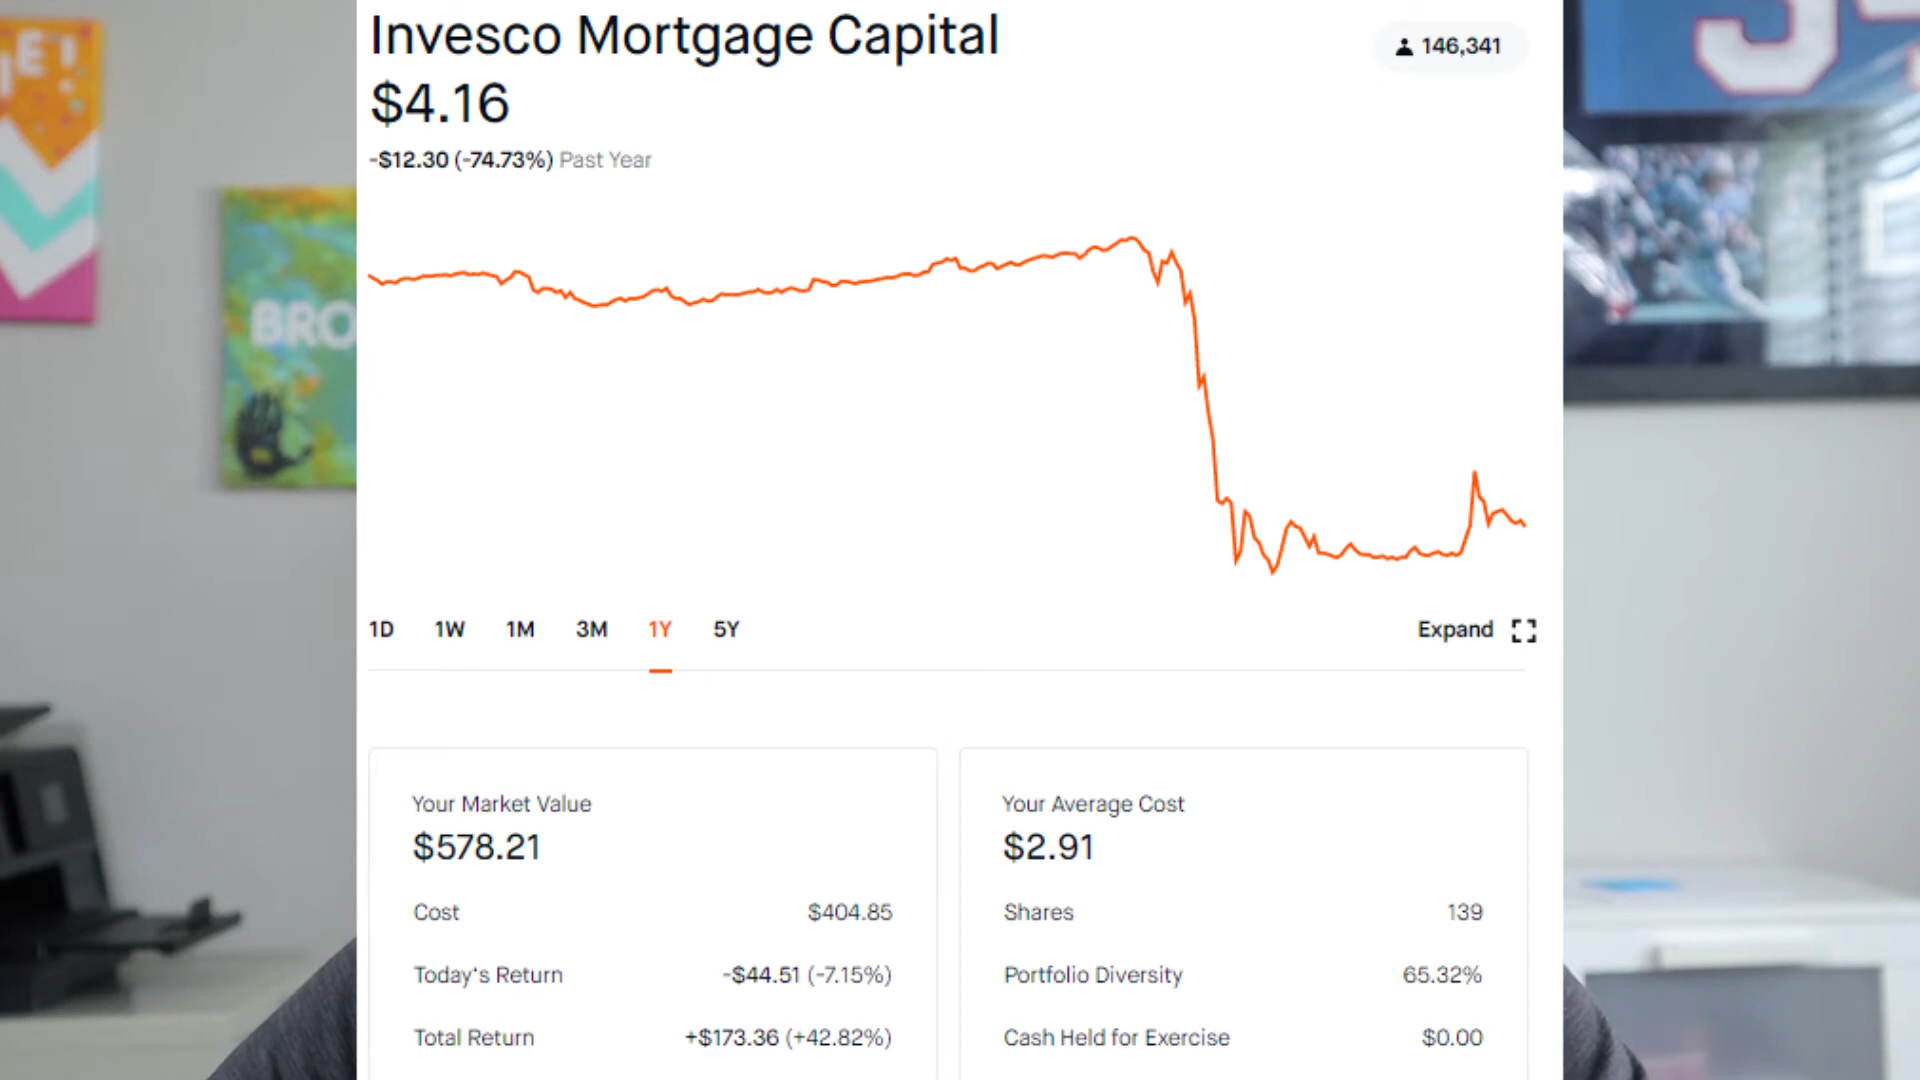 Invesco Mortgage Capital
146,341
$4.16
-$12.30 (-74.73%) Past Year
BRO
1D 1W 1M 3M 1Y 5Y
Expand
Your Market Value
$578.21
Cost $404.85
Today's Return -$44.51 (-7.15%)
Total Return +$173.36 (+42.82%)
Your Average Cost
$2.91
Shares 139
Portfolio Diversity 65.32%
Cash Held for Exercise $0.00